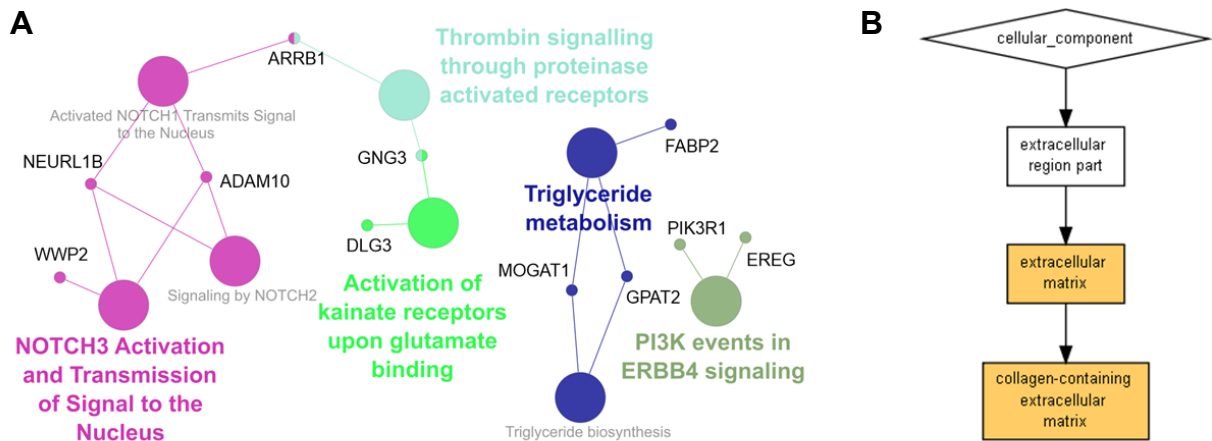 A
ARRB1
Thrombin signalling
through proteinase
activated receptors
Activated NOTCH1 Transmits Signal
to the Nucleus
NEURL1B
ADAM10
GNG3
FABP2
Triglyceride
metabolism
WWP2
DLG3
Signaling by NOTCH2
PIK3R1
EREG
MOGAT1
GPAT2
Activation of
kainate receptors
upon glutamate
binding
NOTCH3 Activation
and Transmission
of Signal to the
Nucleus
PI3K events in
ERBB4 signaling
Triglyceride biosynthesis
B
cellular_component
extracellular
region part
extracellular
matrix
collagen-containing
extracellular
matrix